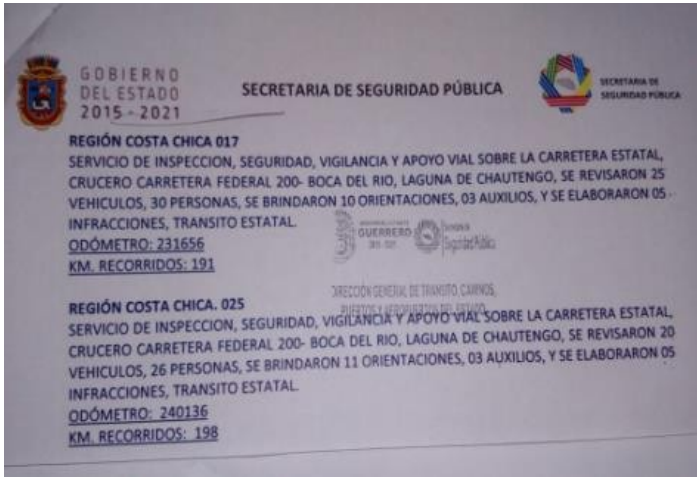 GOBIERNO
DEL ESTADO
2015 - 2021
SECRETARIA DE SEGURIDAD PÚBLICA
SECRETARIA DE
SEGURIDAD PÚBLICA
REGIÓN COSTA CHICA 017
SERVICIO DE INSPECCION, SEGURIDAD, VIGILANCIA Y APOYO VIAL SOBRE LA CARRETERA ESTATAL,
CRUCERO CARRETERA FEDERAL 200- BOCA DEL RIO, LAGUNA DE CHAUTENGO, SE REVISARON 25
VEHICULOS, 30 PERSONAS, SE BRINDARON 10 ORIENTACIONES, 03 AUXILIOS, Y SE ELABORARON 05
INFRACCIONES, TRANSITO ESTATAL.
ODÓMETRO: 231656
KM. RECORRIDOS: 191
GUERRERO
Seguridad Pública
DIRECCIÓN GENERAL DE TRANSITO, CAMINOS,
PUERTOS Y AEROPUERTOS DEL ESTADO
REGIÓN COSTA CHICA. 025
SERVICIO DE INSPECCION, SEGURIDAD, VIGILANCIA Y APOYO VIAL SOBRE LA CARRETERA ESTATAL,
CRUCERO CARRETERA FEDERAL 200- BOCA DEL RIO, LAGUNA DE CHAUTENGO, SE REVISARON 20
VEHICULOS, 26 PERSONAS, SE BRINDARON 11 ORIENTACIONES, 03 AUXILIOS, Y SE ELABORARON 05
INFRACCIONES, TRANSITO ESTATAL.
ODÓMETRO: 240136
KM. RECORRIDOS: 198